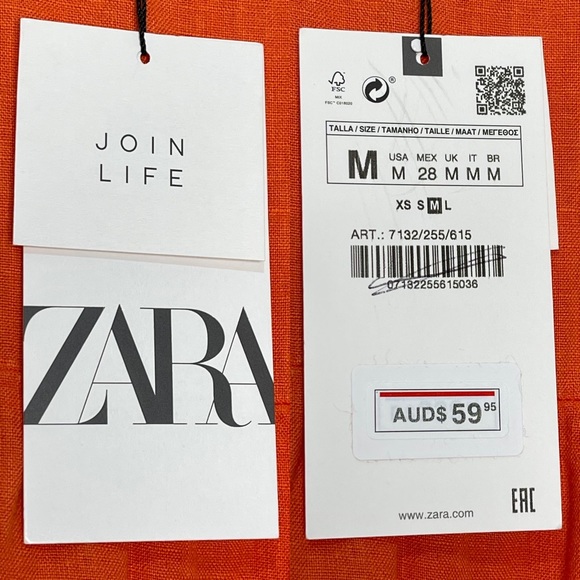 JOIN
LIFE
ZARA
FSC
MIX
TALLA / SIZE / TAMANHO / TAILLE / MAAT / ΜΕΓΕΘΟΣ
M
USA MEX UK IT BR
M 28 M M M
XS S M L
ART.: 7132/255/615
07132255615036
AUD$ 59 95
www.zara.com
EAC